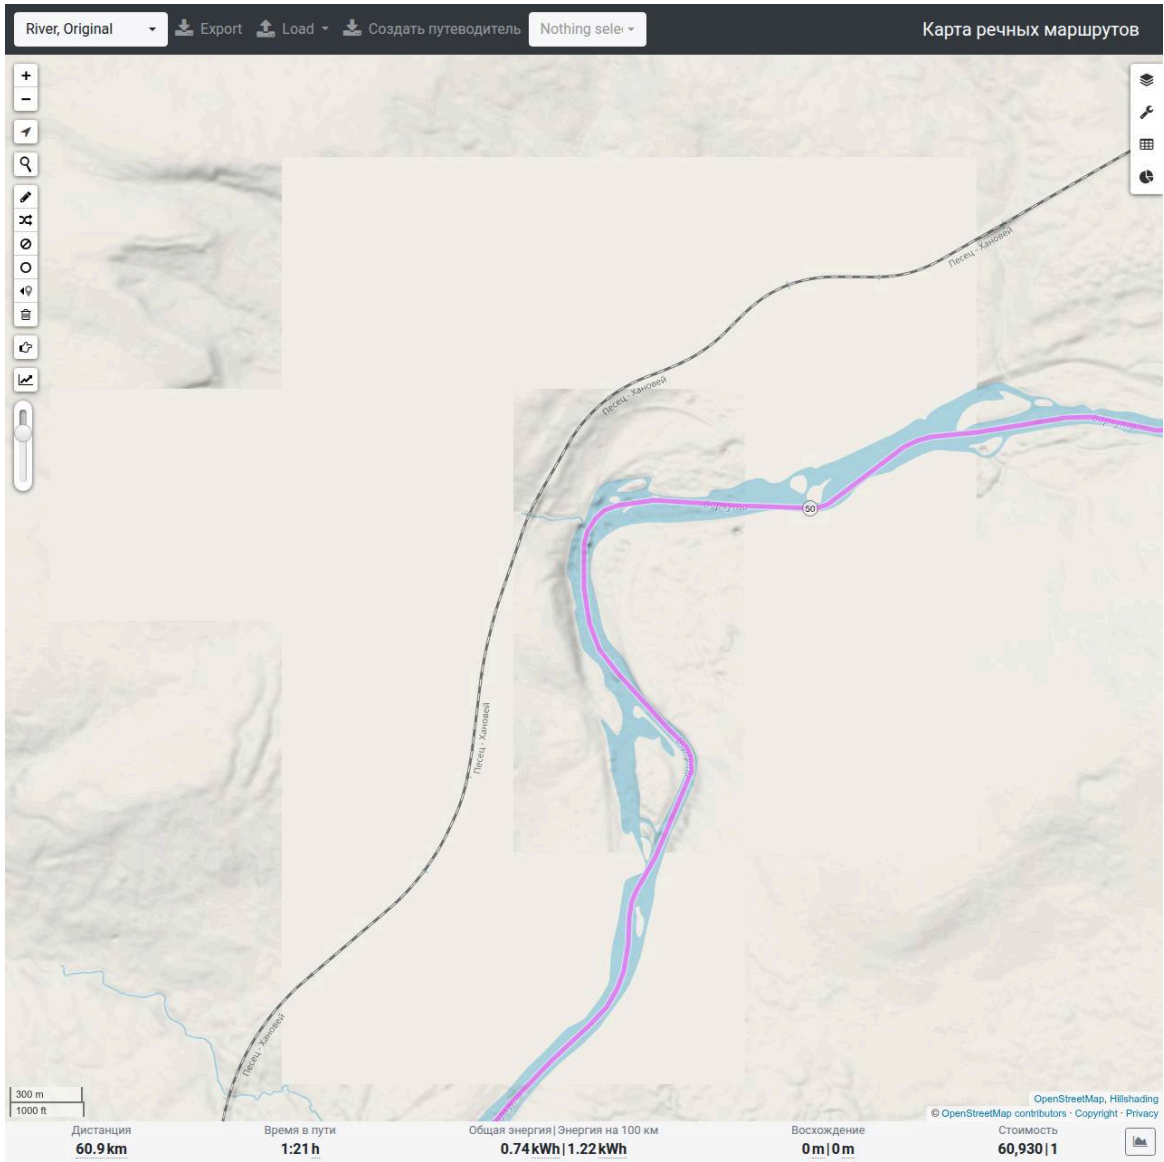 River, Original
Export
Load
Создать путеводитель
Nothing selec
Карта речных маршрутов
Песец - Хановей
Песец - Хановей
50
Песец - Хановей
Песец - Хановей
300 m
1000 ft
OpenStreetMap, Hillshading
© OpenStreetMap contributors · Copyright · Privacy
Дистанция
60.9 km
Время в пути
1:21 h
Общая энергия|Энергия на 100 км
0.74 kWh|1.22 kWh
Восхождение
0 m|0 m
Стоимость
60,930|1